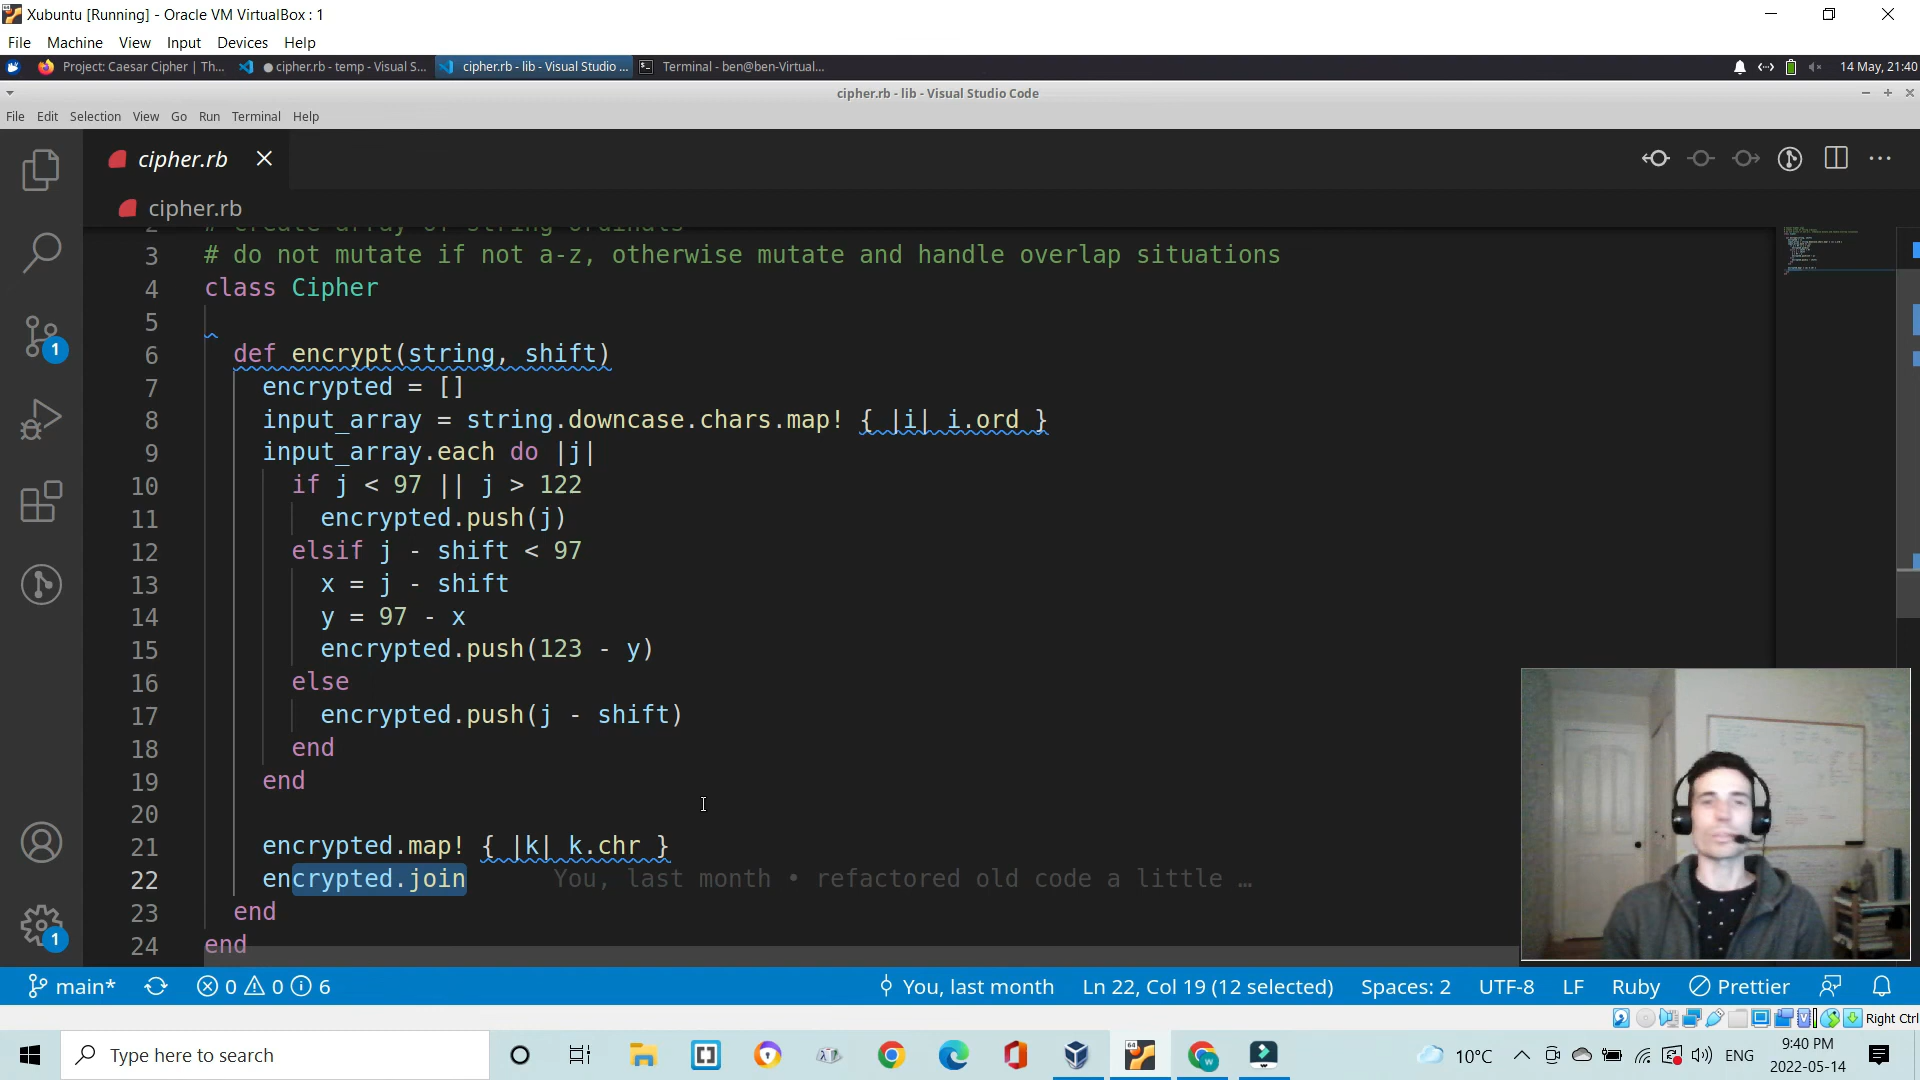 Xubuntu [Running] - Oracle VM VirtualBox : 1
File Machine View Input Devices Help
Project: Caesar Cipher | Th... ● cipher.rb - temp - Visual S... cipher.rb - lib - Visual Studio ... Terminal - ben@ben-Virtual... 14 May, 21:40
cipher.rb - lib - Visual Studio Code
File Edit Selection View Go Run Terminal Help
cipher.rb
cipher.rb
2 # create array of string ordinals
3 # do not mutate if not a-z, otherwise mutate and handle overlap situations
4 class Cipher
5
6 def encrypt(string, shift)
7 encrypted = []
8 input_array = string.downcase.chars.map! { |i| i.ord }
9 input_array.each do |j|
10 if j < 97 || j > 122
11 encrypted.push(j)
12 elsif j - shift < 97
13 x = j - shift
14 y = 97 - x
15 encrypted.push(123 - y)
16 else
17 encrypted.push(j - shift)
18 end
19 end
20
21 encrypted.map! { |k| k.chr }
22 encrypted.join You, last month • refactored old code a little …
23 end
24 end
1
1
main* 0 0 6 You, last month Ln 22, Col 19 (12 selected) Spaces: 2 UTF-8 LF Ruby Prettier
Right Ctrl
Type here to search 10°C ENG 9:40 PM
2022-05-14